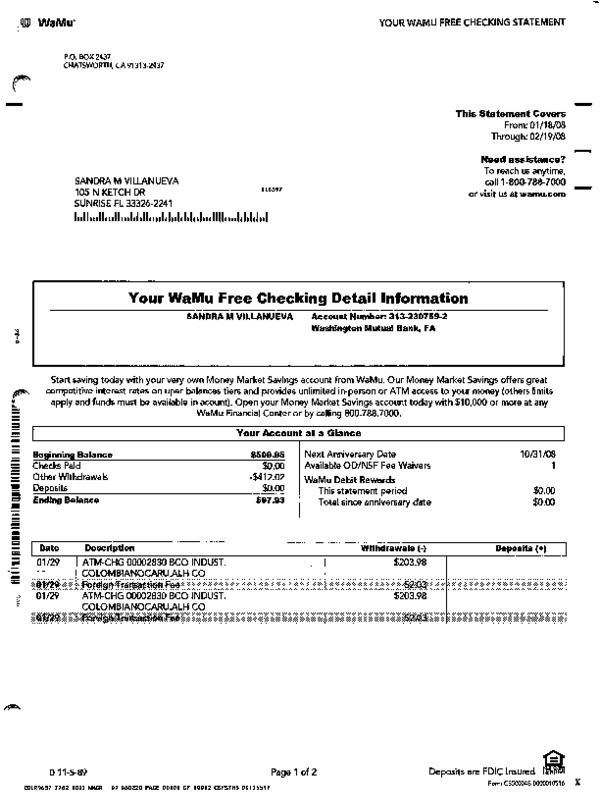 WaMu
YOUR WAMU FREE CHECKING STATEMENT
P.O. BOX 2437
CHATSWORTH, CA 91313-2437
This Statement Covers
From: 01/18/08
Through: 02/19/08
Need assistance?
To reach us anytime,
call 1-800-788-7000
or visit us at wamu.com
SANDRA M VILLANUEVA
105 N KETCH DR
SUNRISE FL 33326-2241
Your WaMu Free Checking Detail Information
SANDRA M VILLANUEVA Account Number: 313-230759-2
Washington Mutual Bank, FA
Start saving today with your very own Money Market Savings account from WaMu. Our Money Market Savings offers great
competitive interest rates on uper balances tiers and provides unlimited in-person or ATM access to your money (others limits
apply and funds must be available in acount). Open your Money Market Savings account today with $10,000 or more at any
WaMu Financial Center or by calling 800.788.7000.
Your Account at a Glance
Beginning Balance
Checks Paid $0.00
Other Withdrawals -$412.02
Deposits $0.00
Ending Balance $97.93
Next Anniversary Date 10/31/08
Available OD/NSF Fee Waivers 1
WaMu Debit Rewards
This statement period $0.00
Total since anniversary date $0.00
Date Description Withdrawals (-) Deposits (+)
01/29 ATM-CHG 00002830 BCO INDUST. $203.98
COLOMBIANOCARUJALH CO
01/29 Foreign Transaction Fee $2.03
01/29 ATM-CHG 00002830 BCO INDUST. $203.98
COLOMBIANOCARUJALH CO
01/29 Foreign Transaction Fee $2.03
0 11-5-89
Page 1 of 2
Deposits are FDIC Insured
X